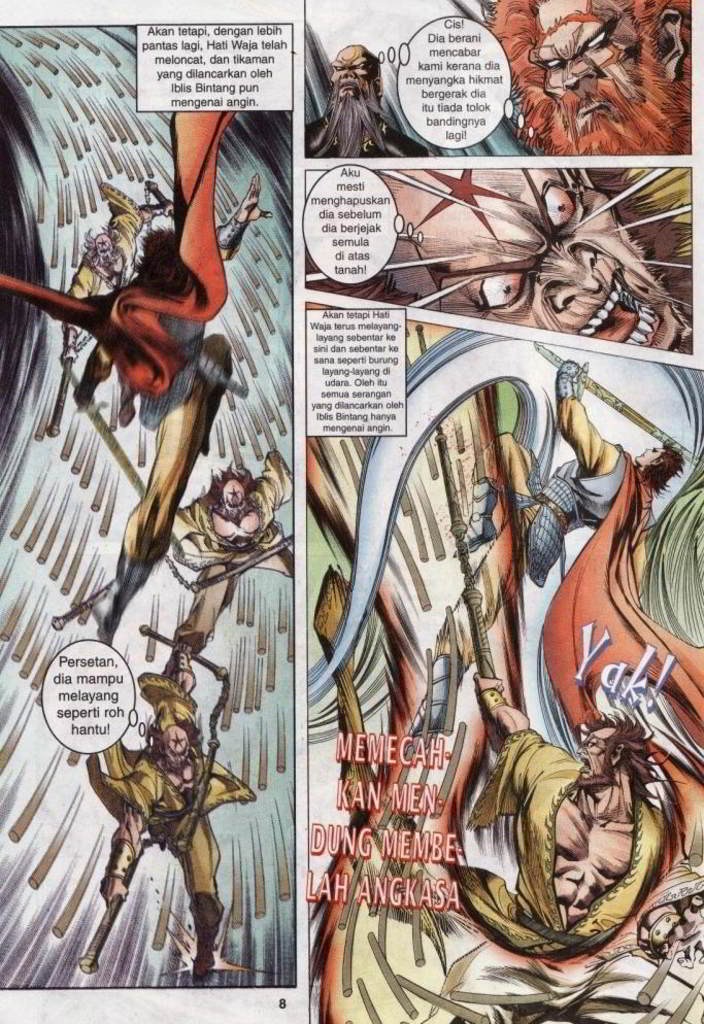 Akan tetapi, dengan lebih
pantas lagi, Hati Waja telah
meloncat, dan tikaman
yang dilancarkan oleh
Iblis Bintang pun
mengenai angin.
Persetan,
dia mampu
melayang
seperti roh
hantu!
Cis!
Dia berani
mencabar
kami kerana dia
menyangka hikmat
bergerak dia
itu tiada tolok
bandingnya
lagi!
Aku
mesti
menghapuskan
dia sebelum
dia berjejak
semula
di atas
tanah!
Akan tetapi Hati
Waja terus melayang-
layang sebentar ke
sini dan sebentar ke
sana seperti burung
layang-layang di
udara. Oleh itu
semua serangan
yang dilancarkan oleh
Iblis Bintang hanya
mengenai angin.
Yak!
MEMECAH-
KAN MEN-
DUNG MEMBE-
LAH ANGKASA
8